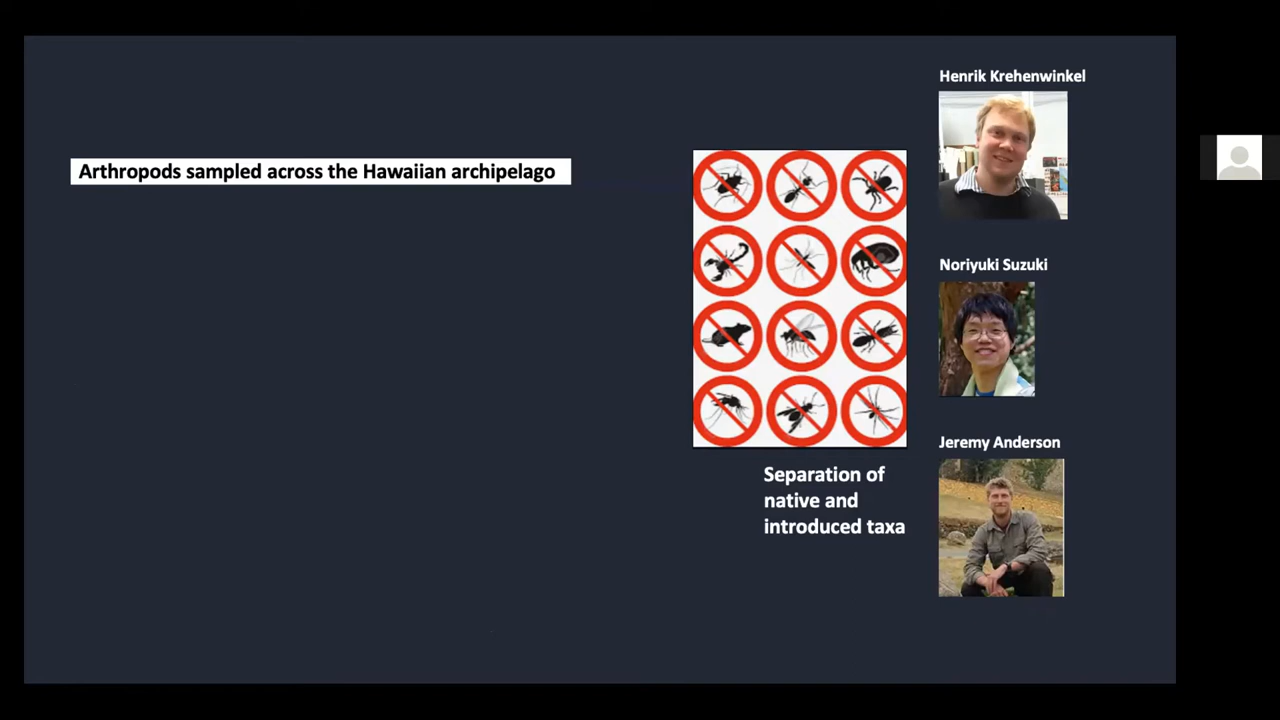 Arthropods sampled across the Hawaiian archipelago
Separation of
native and
introduced taxa
Henrik Krehenwinkel
Noriyuki Suzuki
Jeremy Anderson